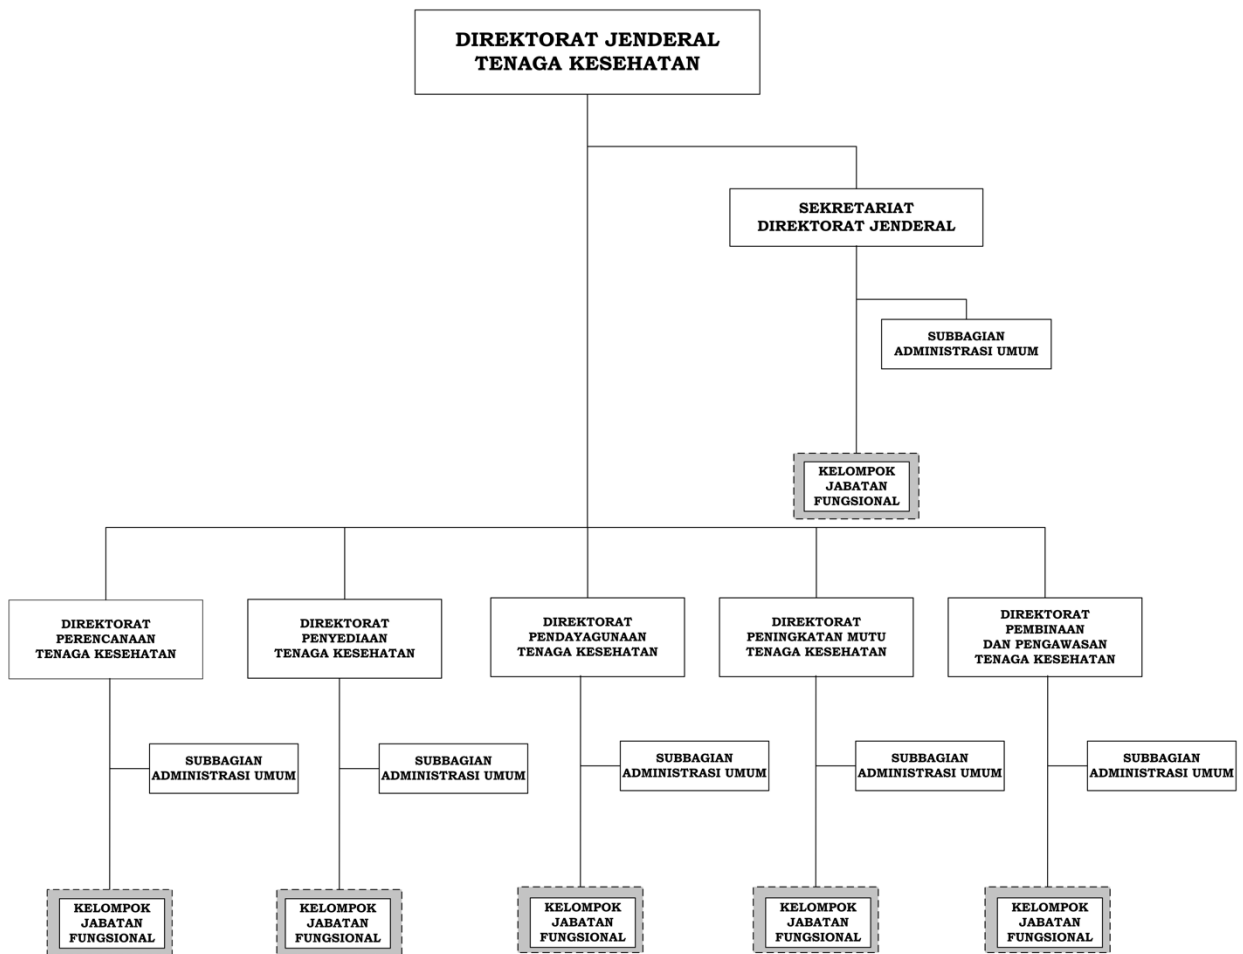 DIREKTORAT JENDERAL
TENAGA KESEHATAN
SEKRETARIAT
DIREKTORAT JENDERAL
SUBBAGIAN
ADMINISTRASI UMUM
KELOMPOK
JABATAN
FUNGSIONAL
DIREKTORAT
PERENCANAAN
TENAGA KESEHATAN
DIREKTORAT
PENYEDIAAN
TENAGA KESEHATAN
DIREKTORAT
PENDAYAGUNAAN
TENAGA KESEHATAN
DIREKTORAT
PENINGKATAN MUTU
TENAGA KESEHATAN
DIREKTORAT
PEMBINAAN
DAN PENGAWASAN
TENAGA KESEHATAN
SUBBAGIAN
ADMINISTRASI UMUM
SUBBAGIAN
ADMINISTRASI UMUM
SUBBAGIAN
ADMINISTRASI UMUM
SUBBAGIAN
ADMINISTRASI UMUM
SUBBAGIAN
ADMINISTRASI UMUM
KELOMPOK
JABATAN
FUNGSIONAL
KELOMPOK
JABATAN
FUNGSIONAL
KELOMPOK
JABATAN
FUNGSIONAL
KELOMPOK
JABATAN
FUNGSIONAL
KELOMPOK
JABATAN
FUNGSIONAL